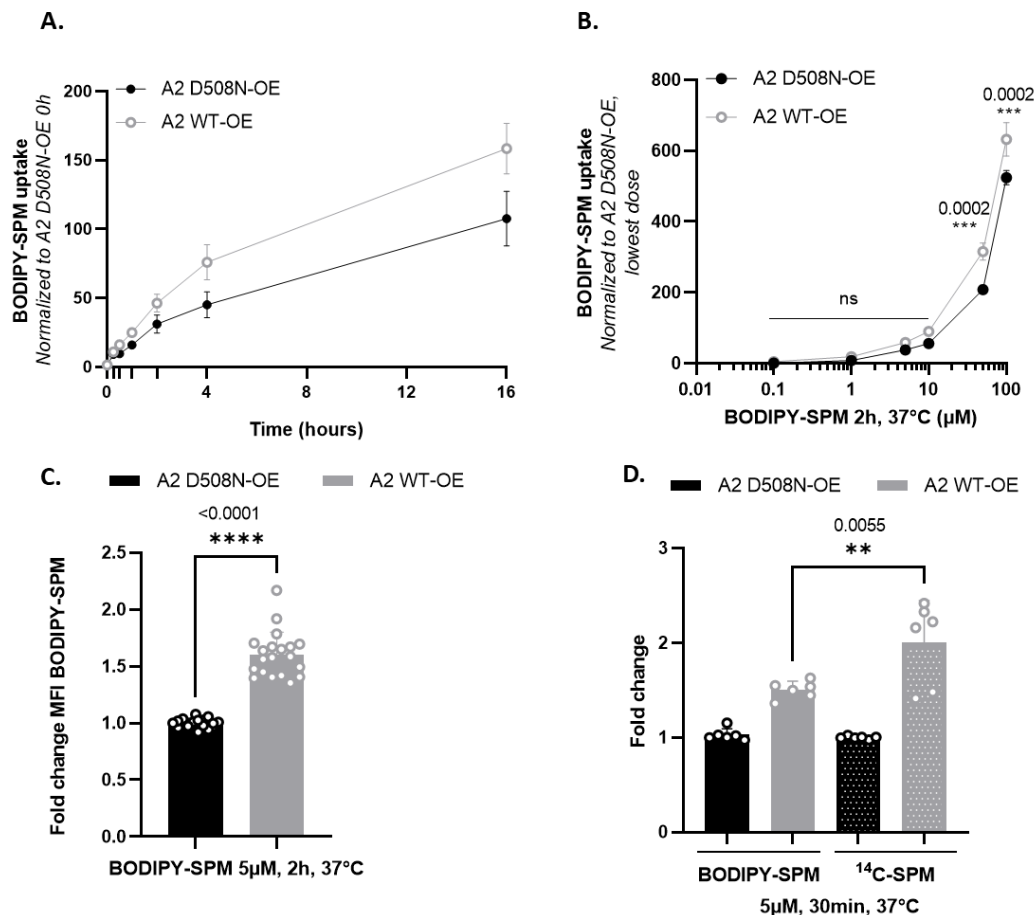 A.
A2 D508N-OE
A2 WT-OE
BODIPY-SPM uptake
Normalized to A2 D508N-OE 0h
200
150
100
50
0
0
4
8
12
16
Time (hours)
B.
A2 D508N-OE
A2 WT-OE
BODIPY-SPM uptake
Normalized to A2 D508N-OE,
lowest dose
800
600
400
200
0
0.0002
***
0.0002
***
ns
0.01
0.1
1
10
100
BODIPY-SPM 2h, 37°C (µM)
C.
A2 D508N-OE
A2 WT-OE
<0.0001
****
Fold change MFI BODIPY-SPM
2.5
2.0
1.5
1.0
0.5
0.0
BODIPY-SPM 5µM, 2h, 37°C
D.
A2 D508N-OE
A2 WT-OE
0.0055
**
Fold change
3
2
1
0
BODIPY-SPM
¹⁴C-SPM
5µM, 30min, 37°C